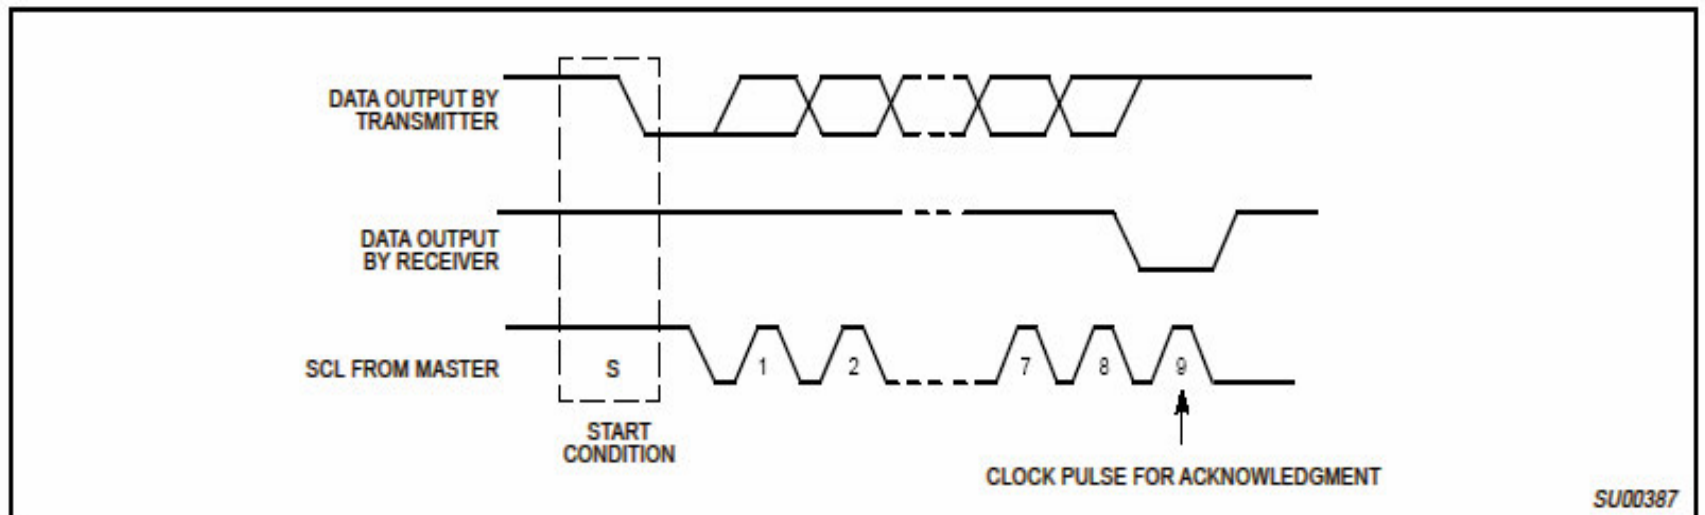 DATA OUTPUT BY
TRANSMITTER
DATA OUTPUT
BY RECEIVER
SCL FROM MASTER
S
1
2
7
8
9
START
CONDITION
CLOCK PULSE FOR ACKNOWLEDGMENT
SU00387